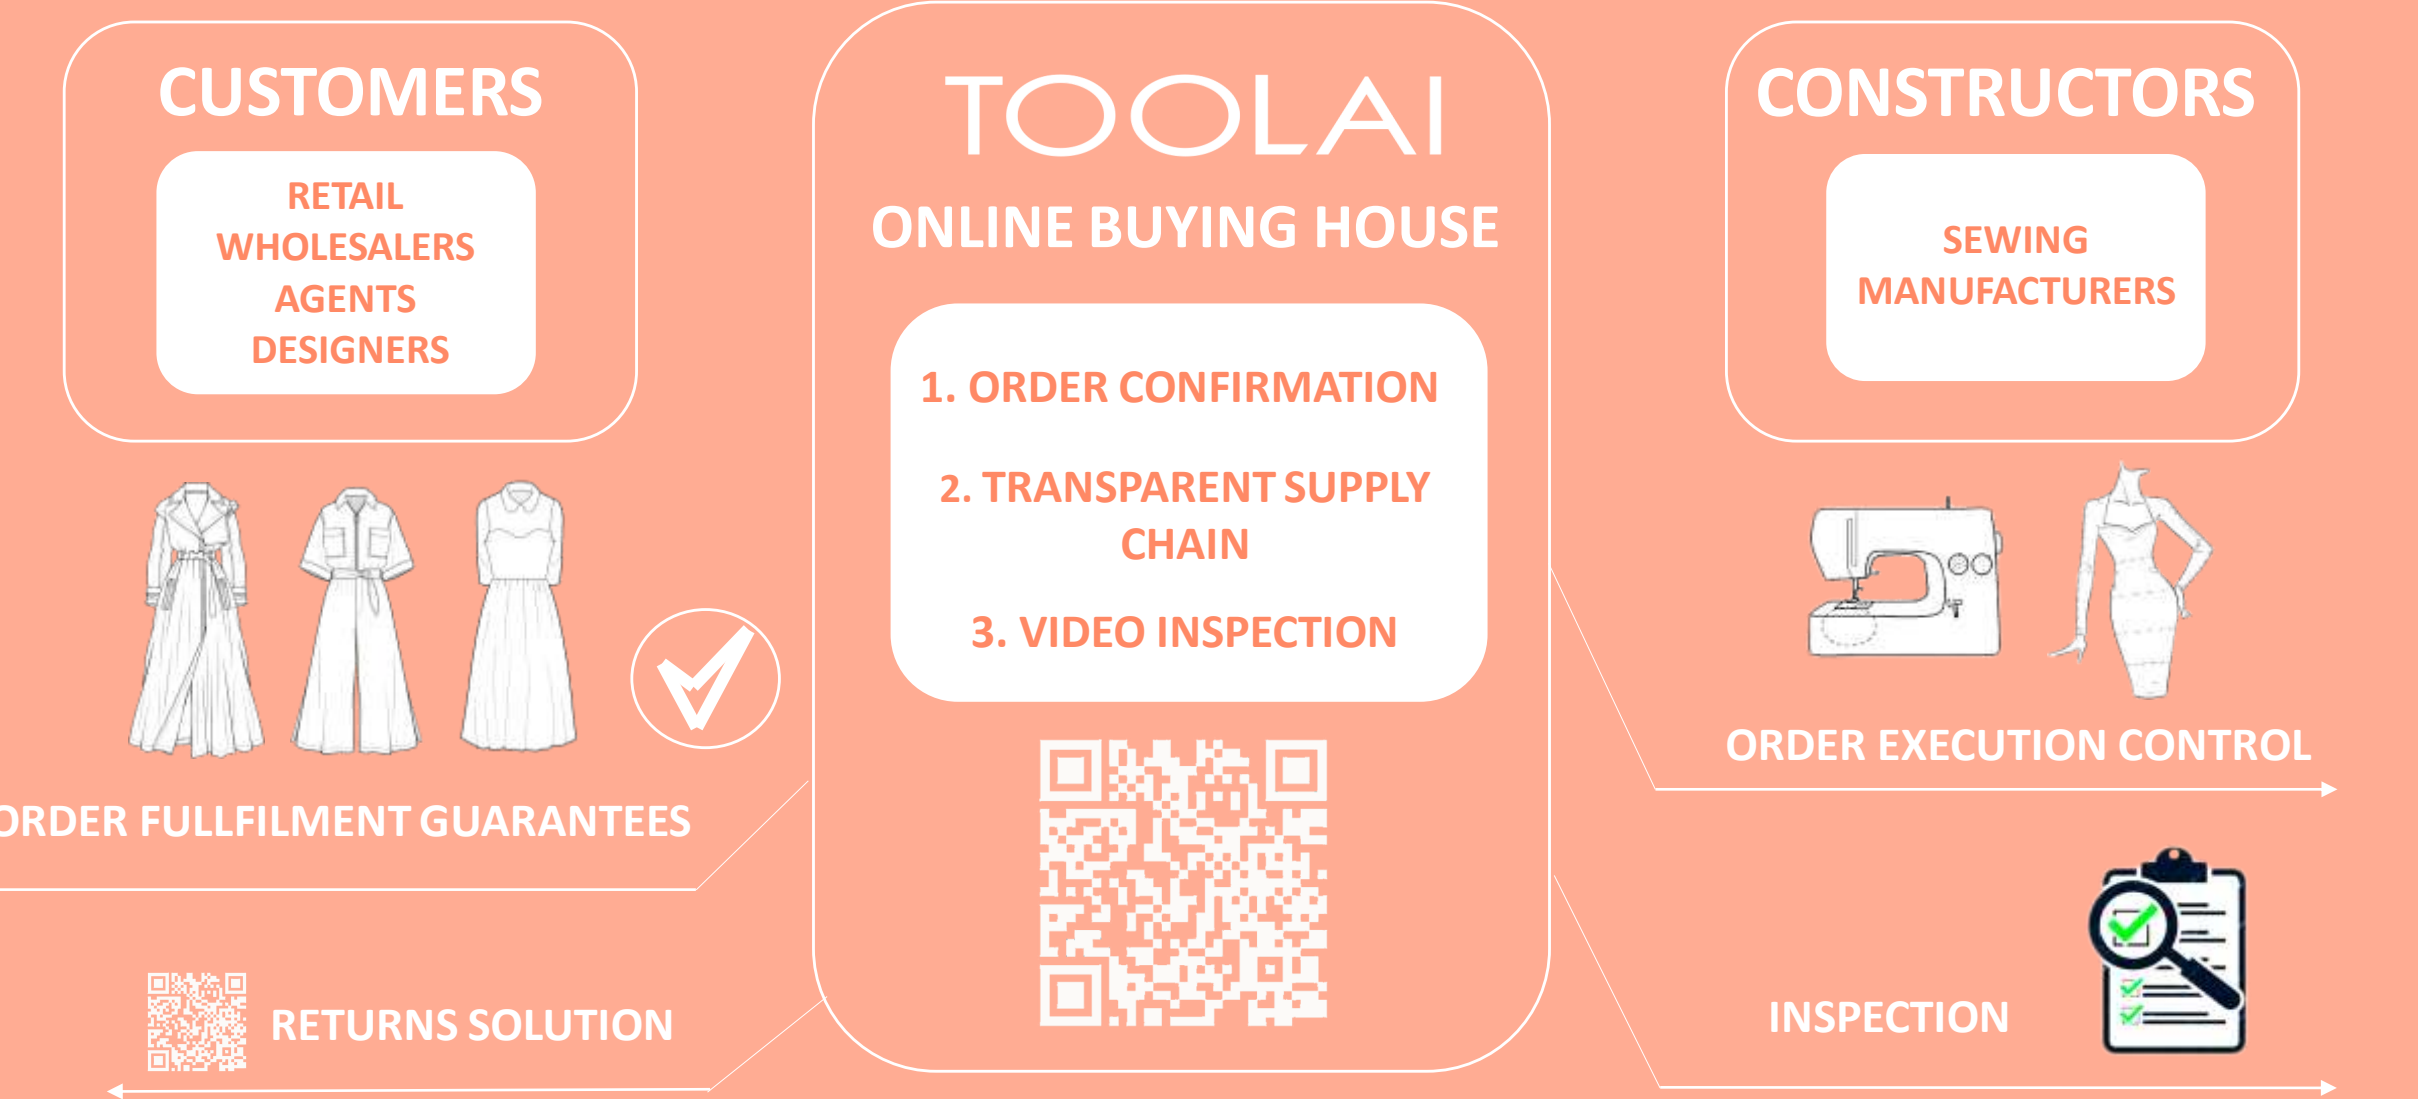 CUSTOMERS
RETAIL
WHOLESALERS
AGENTS
DESIGNERS
ORDER FULLFILMENT GUARANTEES
RETURNS SOLUTION
TOOLAI
ONLINE BUYING HOUSE
1. ORDER CONFIRMATION
2. TRANSPARENT SUPPLY
CHAIN
3. VIDEO INSPECTION
CONSTRUCTORS
SEWING
MANUFACTURERS
ORDER EXECUTION CONTROL
INSPECTION